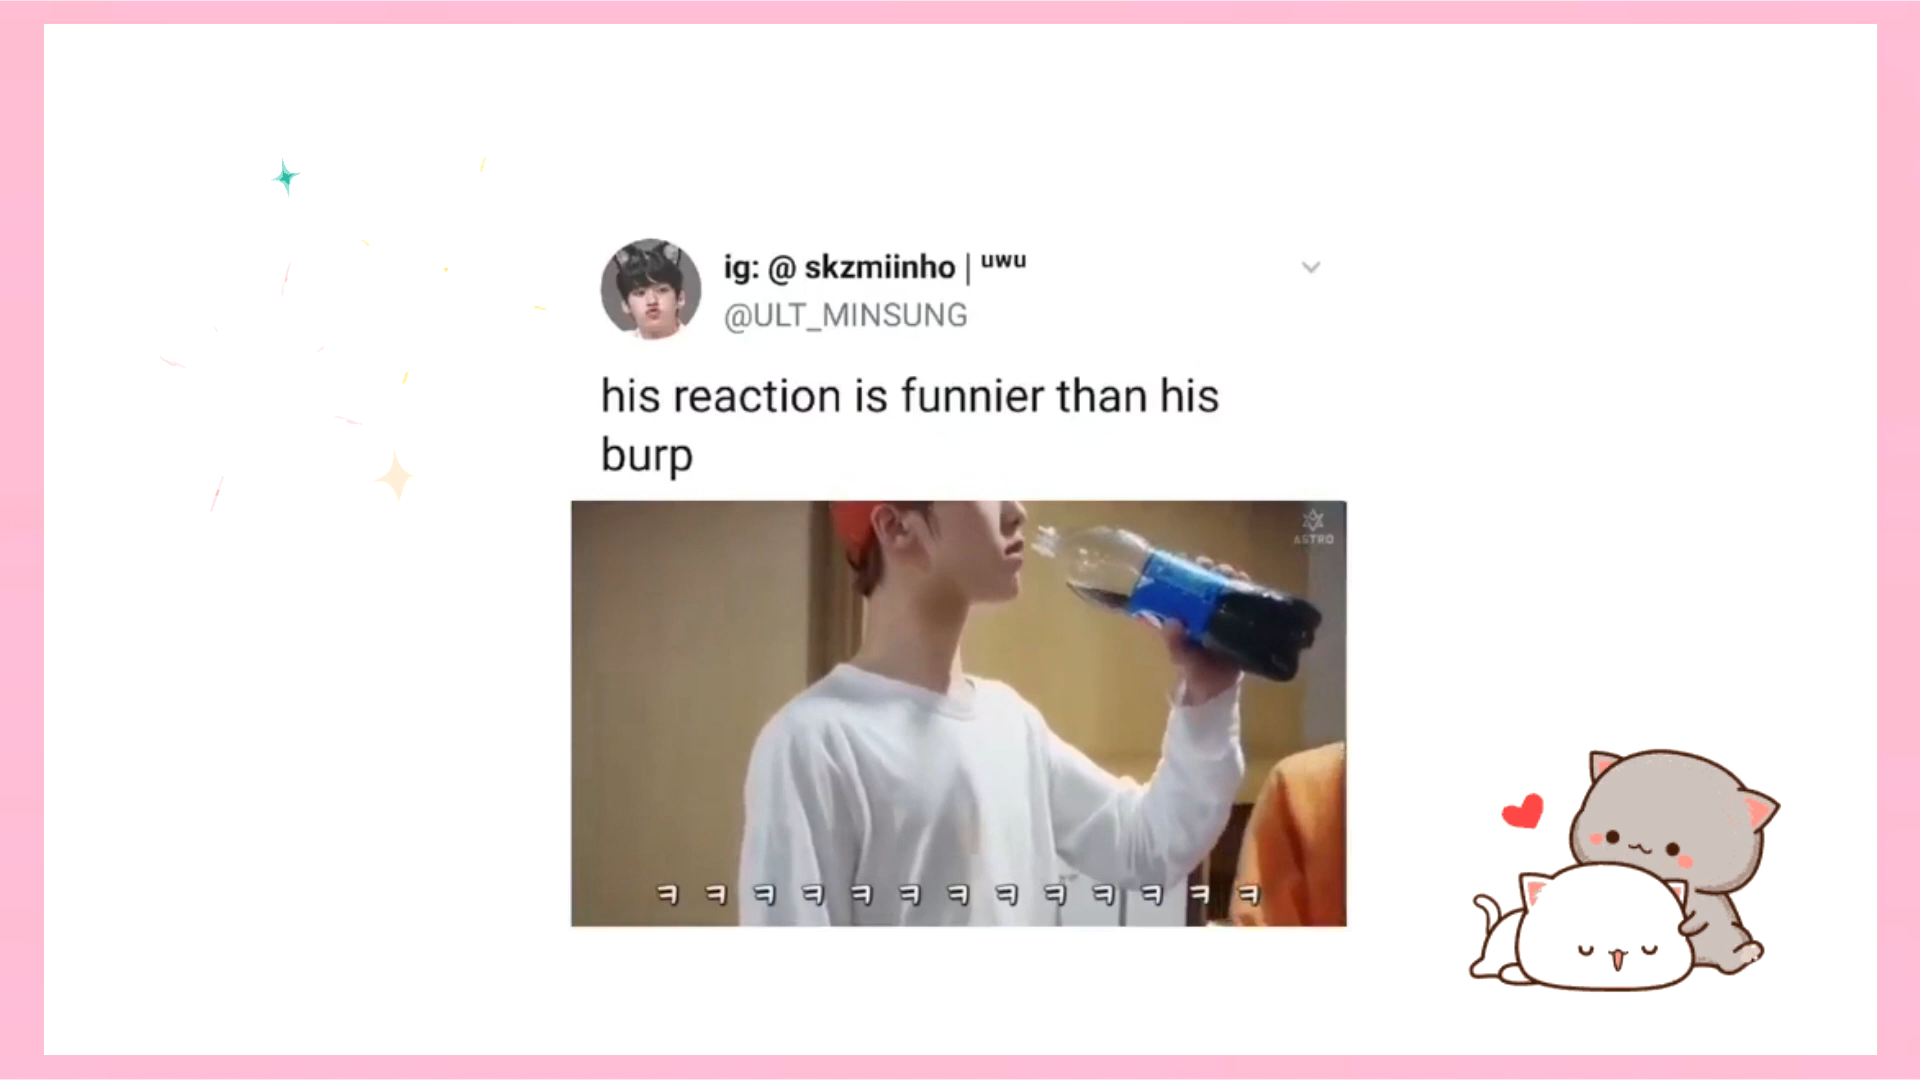 ig: @ skzmiinho | ᵘʷᵘ
@ULT_MINSUNG
his reaction is funnier than his
burp
ASTRO
ㅋㅋㅋㅋㅋㅋㅋㅋㅋㅋㅋㅋㅋ